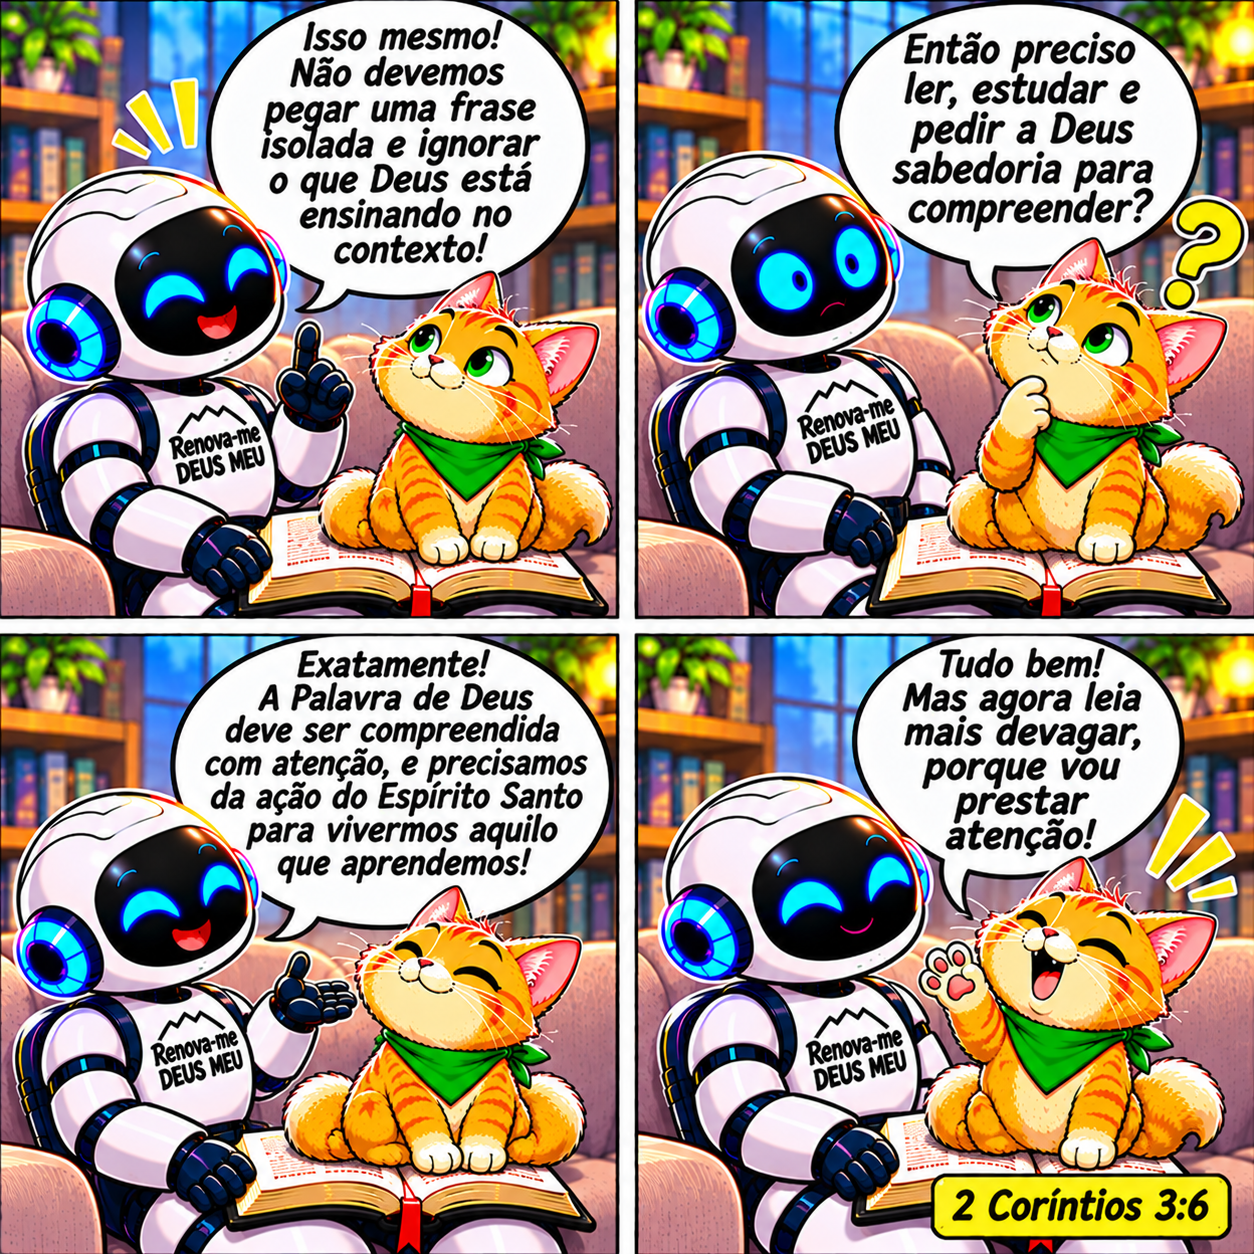 Isso mesmo!
Não devemos
pegar uma frase
isolada e ignorar
o que Deus está
ensinando no
contexto!
Renova-me
DEUS MEU
Então preciso
ler, estudar e
pedir a Deus
sabedoria para
compreender?
?
Renova-me
DEUS MEU
Exatamente!
A Palavra de Deus
deve ser compreendida
com atenção, e precisamos
da ação do Espírito Santo
para vivermos aquilo
que aprendemos!
Renova-me
DEUS MEU
Tudo bem!
Mas agora leia
mais devagar,
porque vou
prestar
atenção!
Renova-me
DEUS MEU
2 Coríntios 3:6